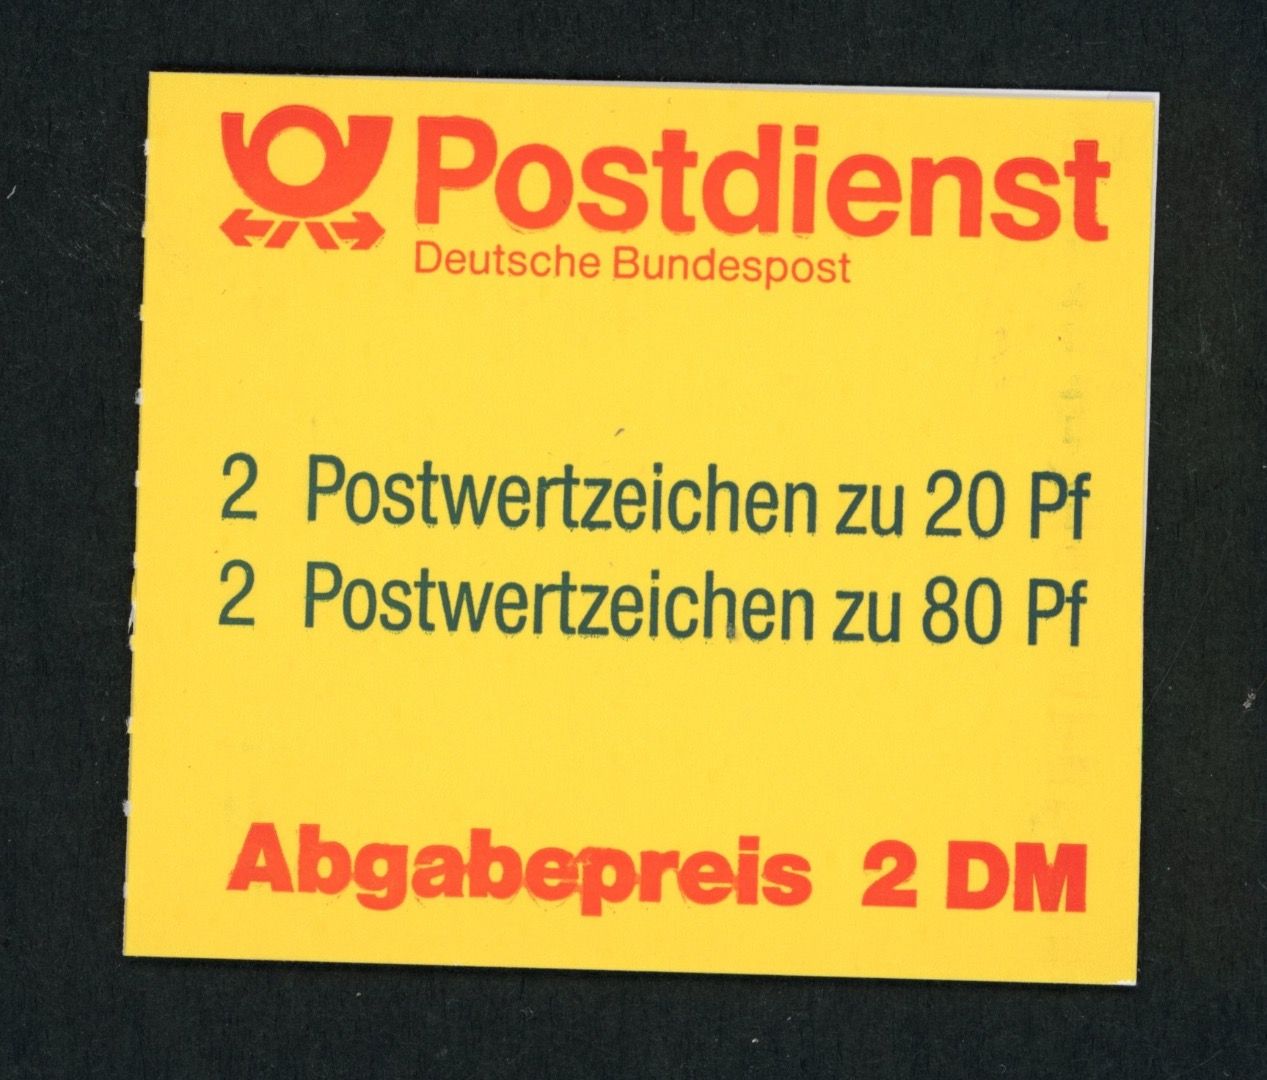 Postdienst
Deutsche Bundespost
2 Postwertzeichen zu 20 Pf
2 Postwertzeichen zu 80 Pf
Abgabepreis 2 DM